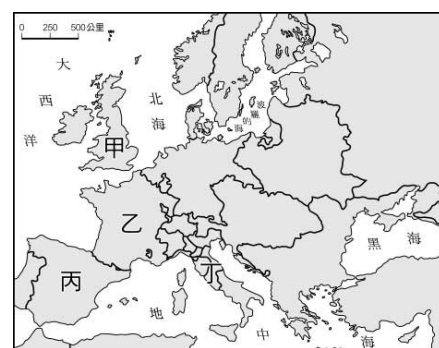 0 250 500公里
大
西
洋
北
海
波
羅
的
海
甲
乙
丙
丁
黑 海
地
中
海